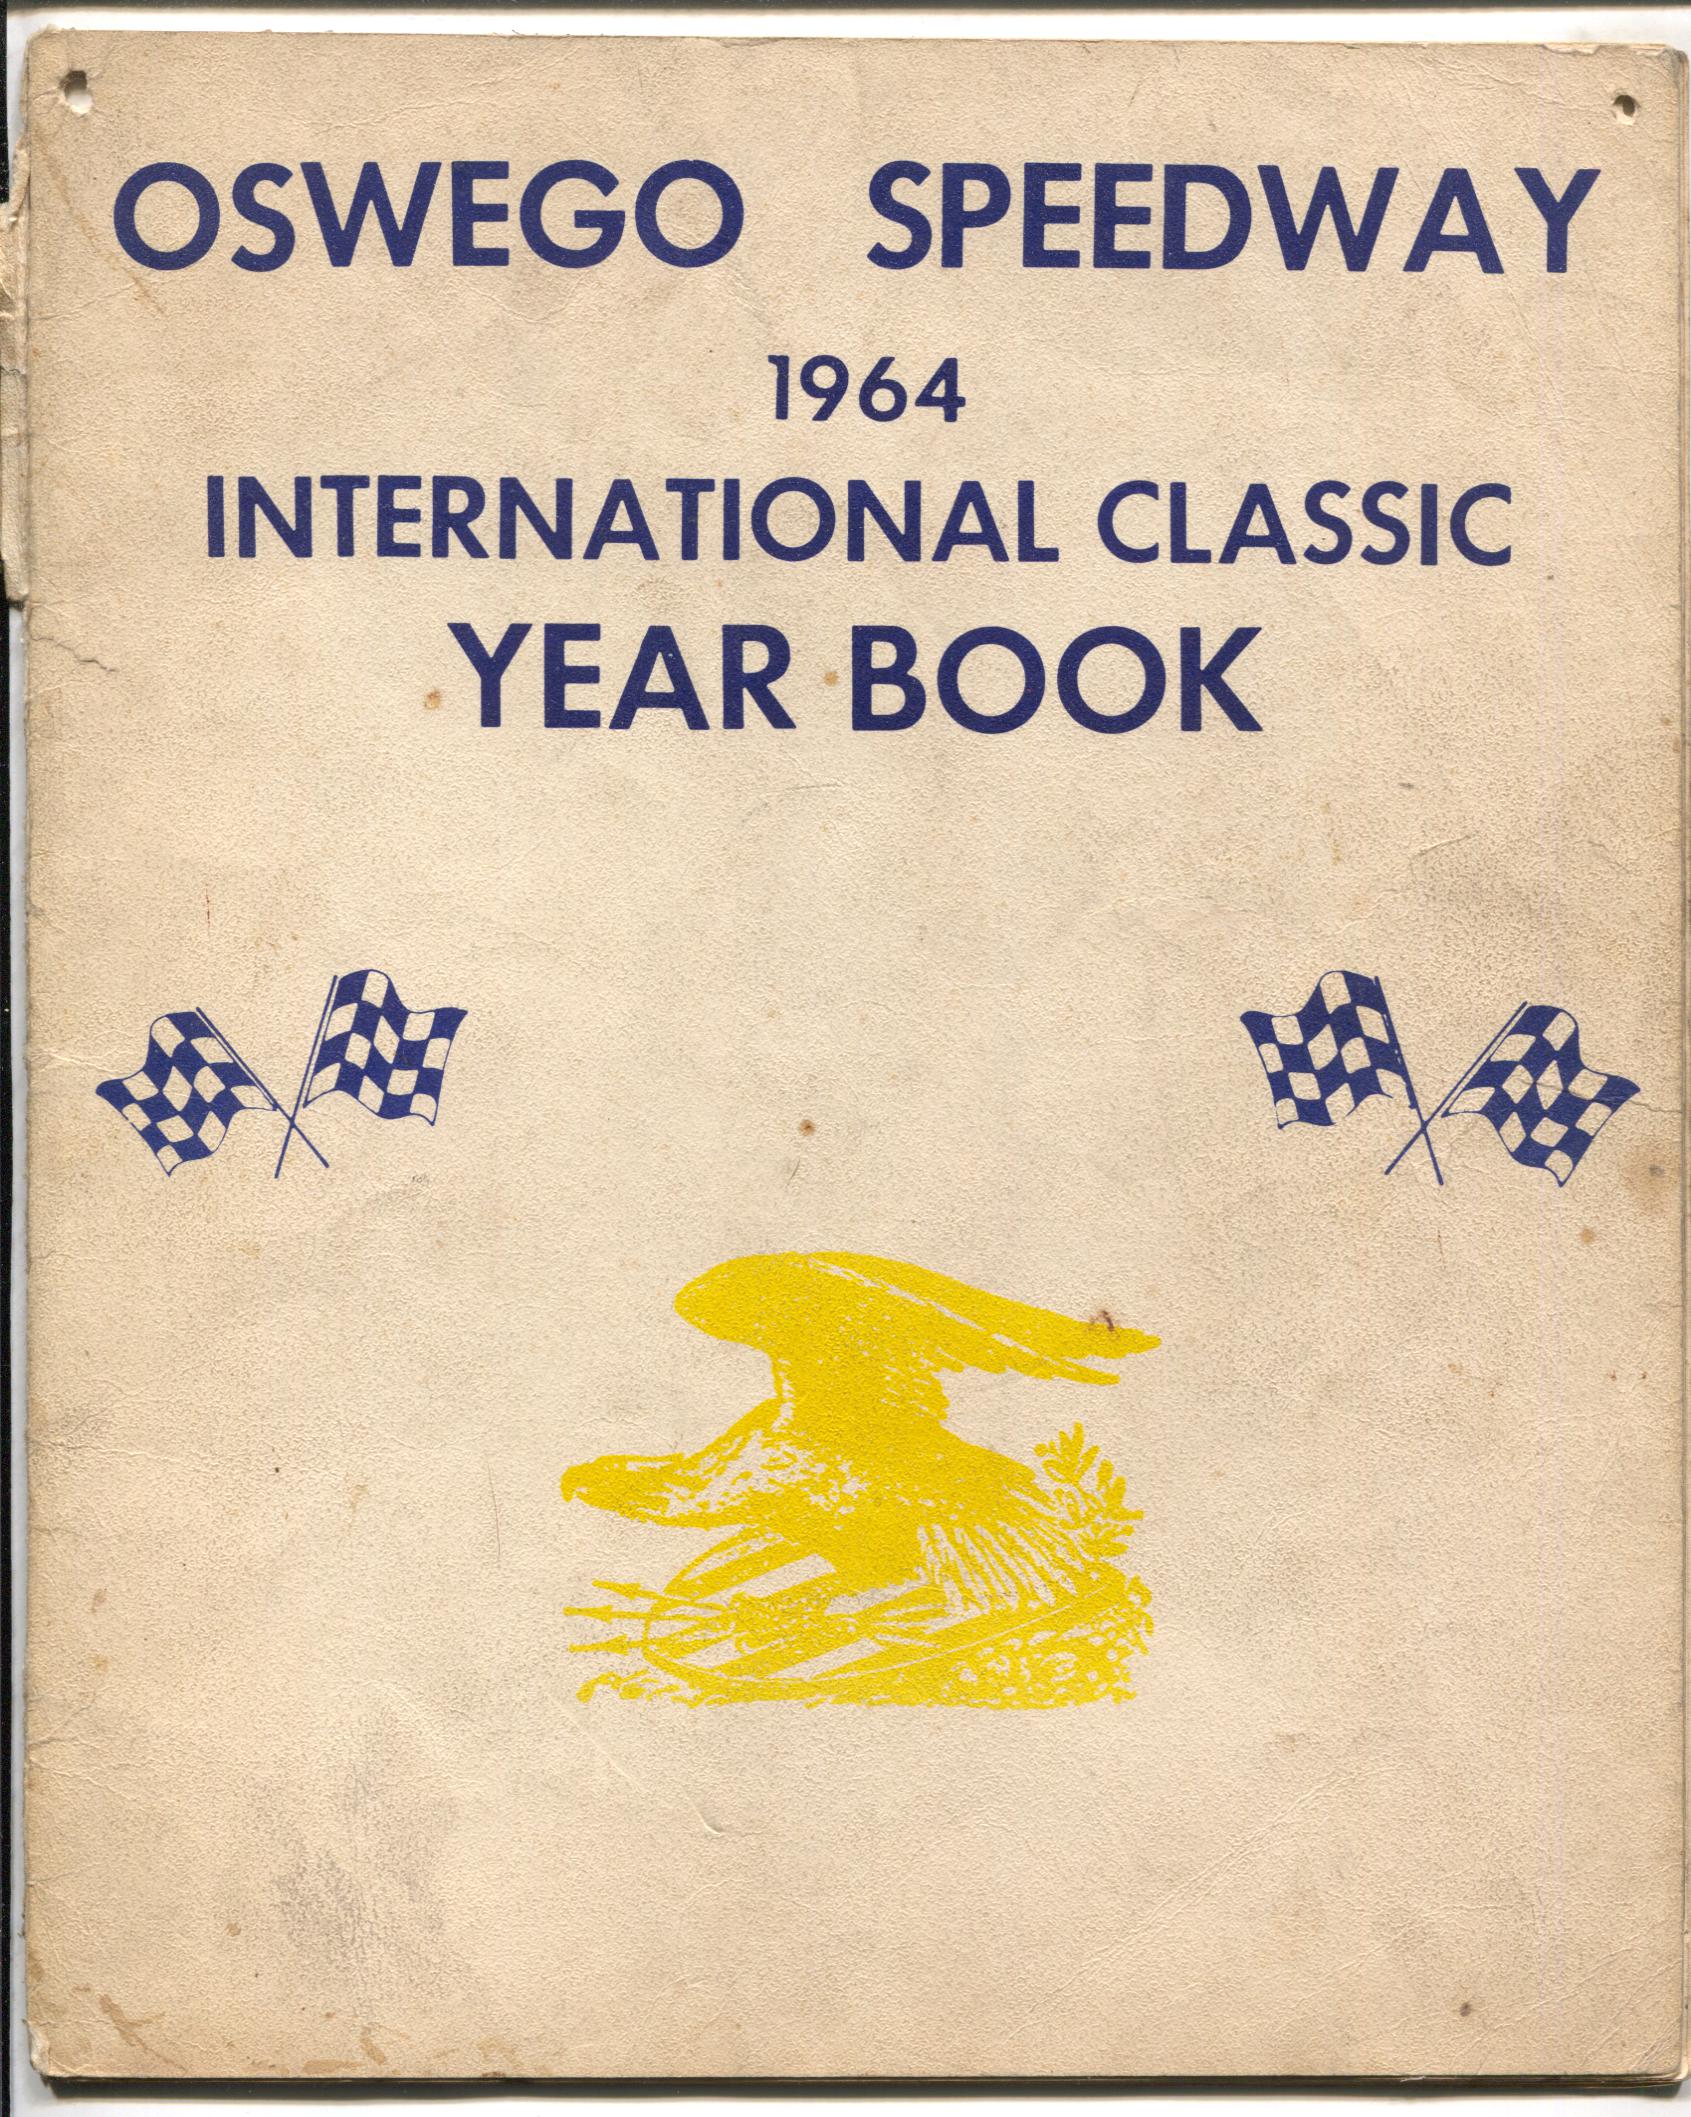 OSWEGO SPEEDWAY
1964
INTERNATIONAL CLASSIC
YEAR BOOK